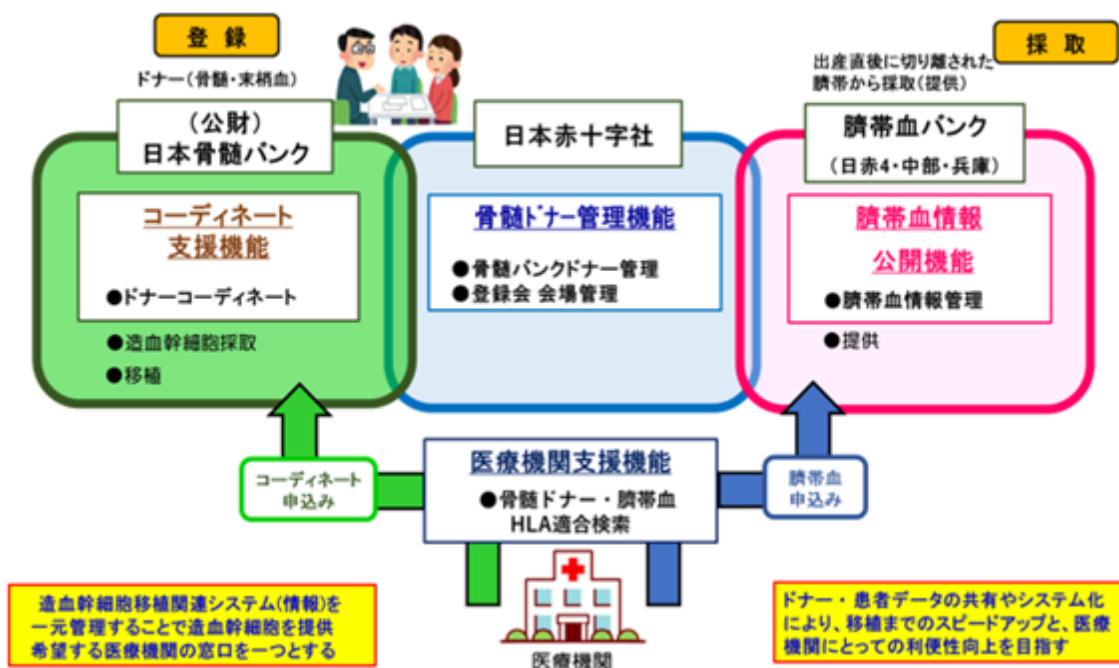 登 録
ドナー(骨髄・末梢血)
(公財)
日本骨髄バンク
コーディネート
支援機能
●ドナーコーディネート
●造血幹細胞採取
●移植
日本赤十字社
骨髄ﾄﾞﾅｰ管理機能
●骨髄バンクドナー管理
●登録会 会場管理
採 取
出産直後に切り離された
臍帯から採取(提供)
臍帯血バンク
(日赤4・中部・兵庫)
臍帯血情報
公開機能
●臍帯血情報管理
●提供
コーディネート
申込み
医療機関支援機能
●骨髄ドナー・臍帯血
HLA適合検索
臍帯血
申込み
医療機関
造血幹細胞移植関連システム(情報)を
一元管理することで造血幹細胞を提供
希望する医療機関の窓口を一つとする
ドナー・患者データの共有やシステム化
により、移植までのスピードアップと、医療
機関にとっての利便性向上を目指す